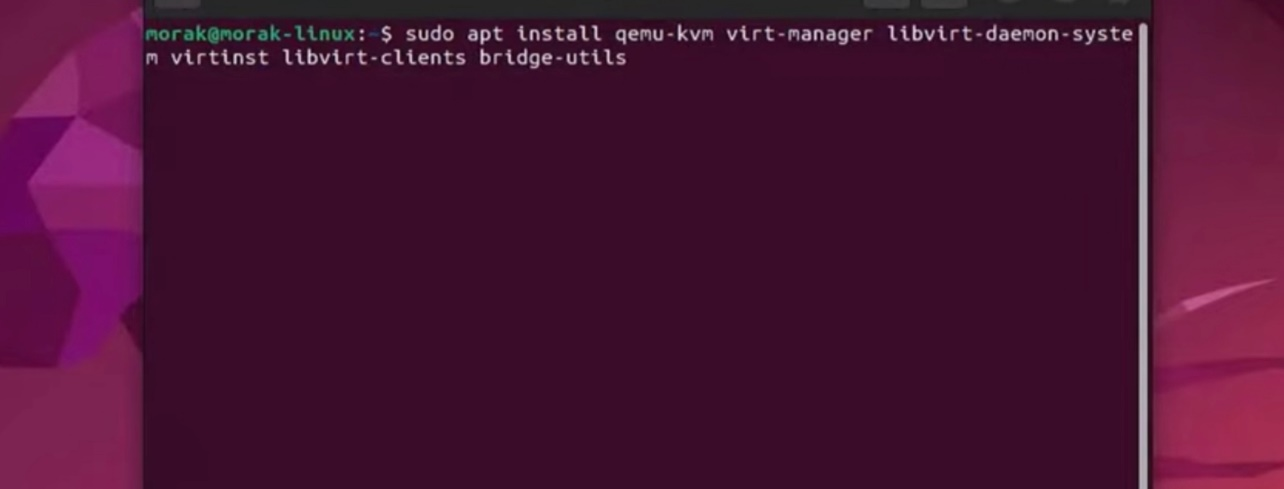 morak@morak-linux:~$ sudo apt install qemu-kvm virt-manager libvirt-daemon-syste
m virtinst libvirt-clients bridge-utils